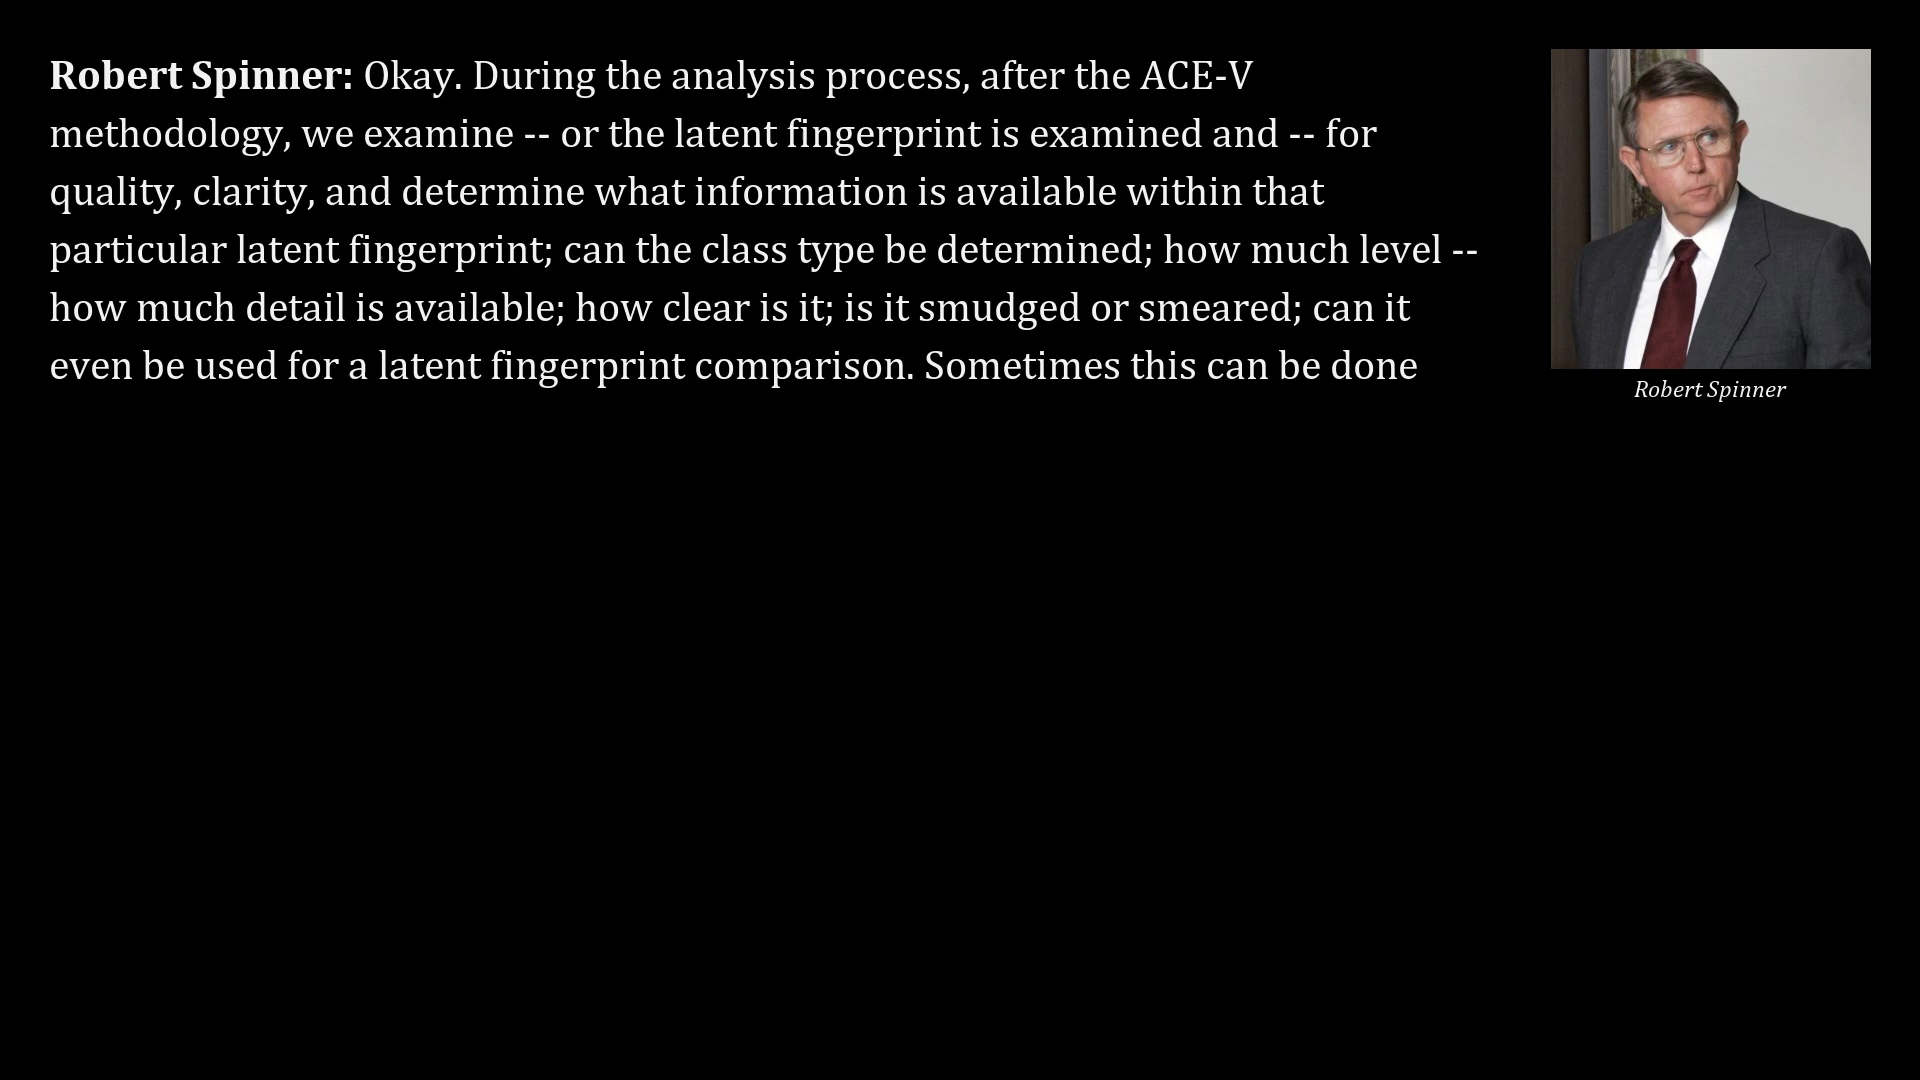 Robert Spinner: Okay. During the analysis process, after the ACE-V
methodology, we examine -- or the latent fingerprint is examined and -- for
quality, clarity, and determine what information is available within that
particular latent fingerprint; can the class type be determined; how much level --
how much detail is available; how clear is it; is it smudged or smeared; can it
even be used for a latent fingerprint comparison. Sometimes this can be done
Robert Spinner